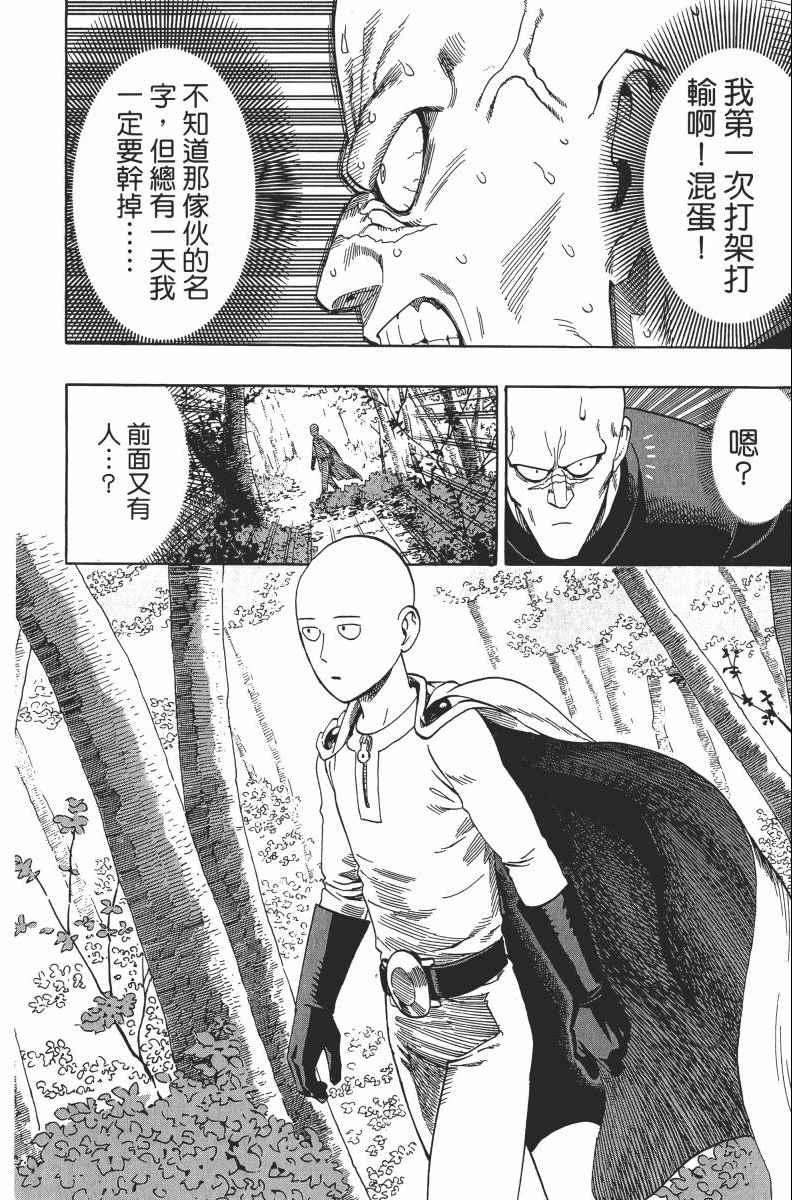 我第一次打架打
輸啊！混蛋！
不知道那傢伙的名
字，但總有一天我
一定要幹掉……
嗯？
前面又有
人…？